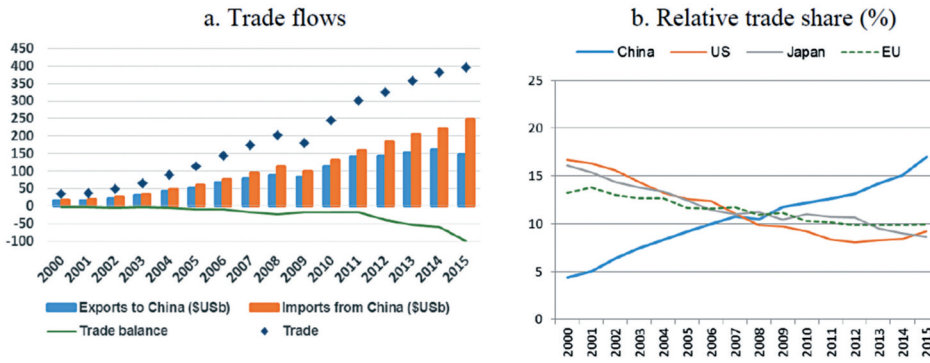 a. Trade flows
450
400
350
300
250
200
150
100
50
0
-50
-100
2000 2001 2002 2003 2004 2005 2006 2007 2008 2009 2010 2011 2012 2013 2014 2015
Exports to China ($USb) Imports from China ($USb)
Trade balance Trade
b. Relative trade share (%)
China US Japan EU
25
20
15
10
5
0
2000 2001 2002 2003 2004 2005 2006 2007 2008 2009 2010 2011 2012 2013 2014 2015